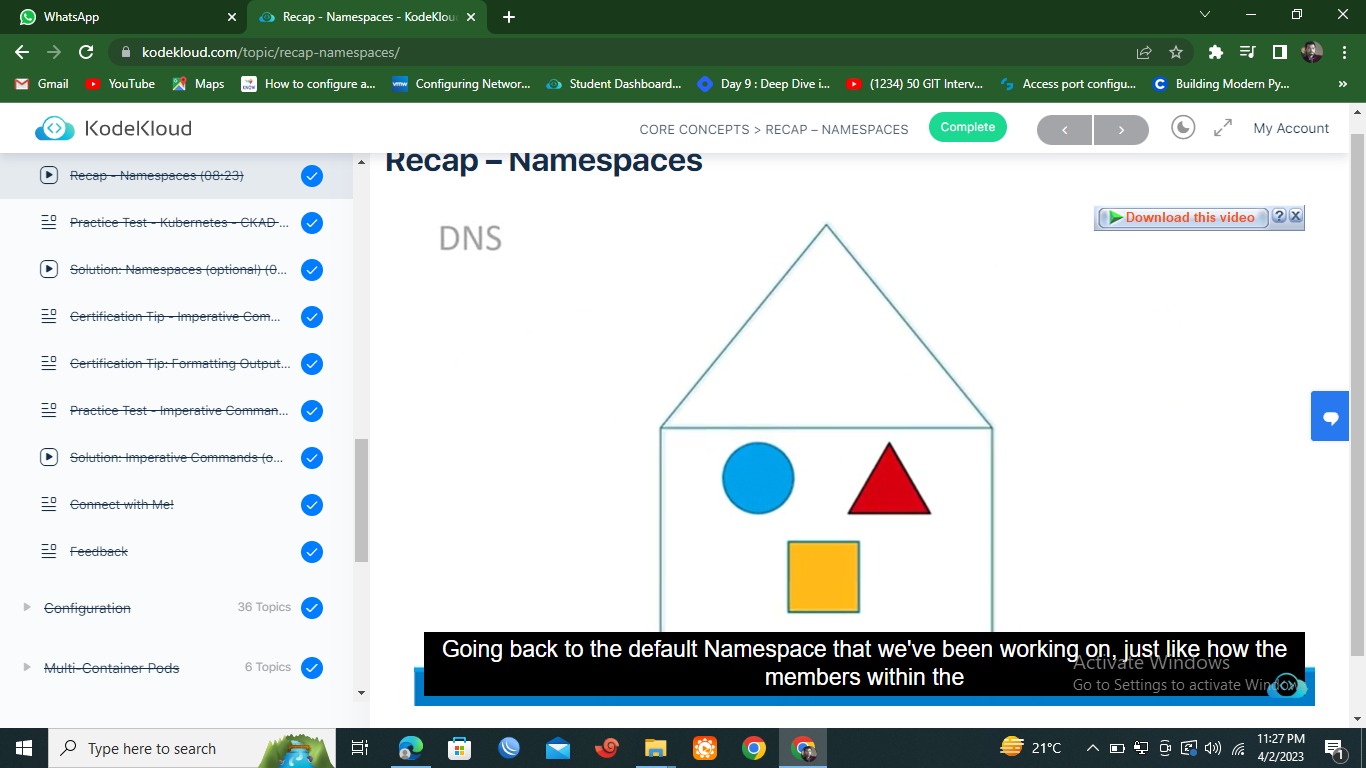 WhatsApp
Recap - Namespaces - KodeKlou
kodekloud.com/topic/recap-namespaces/
Gmail
YouTube
Maps
How to configure a...
Configuring Networ...
Student Dashboard...
Day 9 : Deep Dive i...
(1234) 50 GIT Interv...
Access port configu...
Building Modern Py...
»
KodeKloud
CORE CONCEPTS > RECAP – NAMESPACES
Complete
My Account
Recap - Namespaces (08:23)
Practice Test - Kubernetes - CKAD ...
Solution: Namespaces (optional) (0...
Certification Tip - Imperative Com...
Certification Tip: Formatting Output...
Practice Test - Imperative Comman...
Solution: Imperative Commands (o...
Connect with Me!
Feedback
Configuration
36 Topics
Multi-Container Pods
6 Topics
Recap – Namespaces
DNS
Download this video
?
X
Going back to the default Namespace that we've been working on, just like how the
members within the
Activate Windows
Go to Settings to activate Windows.
Type here to search
21°C
11:27 PM
4/2/2023
1